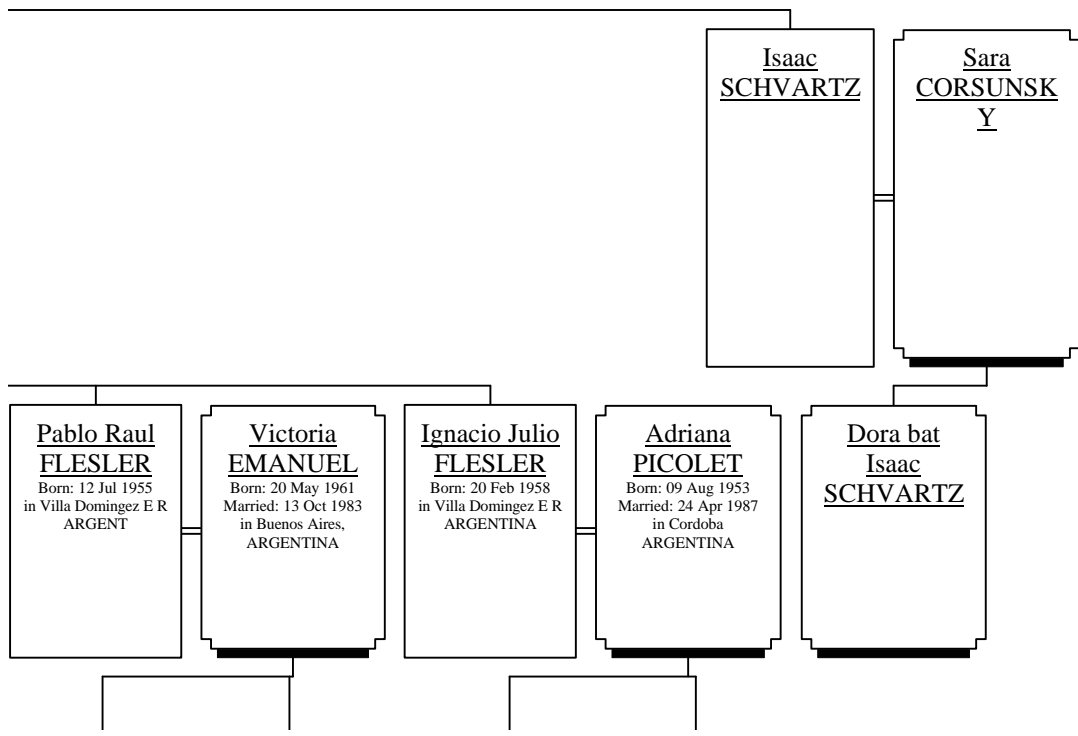 Isaac
SCHVARTZ
Sara
CORSUNSK
Y
Pablo Raul
FLESLER
Born: 12 Jul 1955
in Villa Domingez E R
ARGENT
Victoria
EMANUEL
Born: 20 May 1961
Married: 13 Oct 1983
in Buenos Aires,
ARGENTINA
Ignacio Julio
FLESLER
Born: 20 Feb 1958
in Villa Domingez E R
ARGENTINA
Adriana
PICOLET
Born: 09 Aug 1953
Married: 24 Apr 1987
in Cordoba
ARGENTINA
Dora bat
Isaac
SCHVARTZ